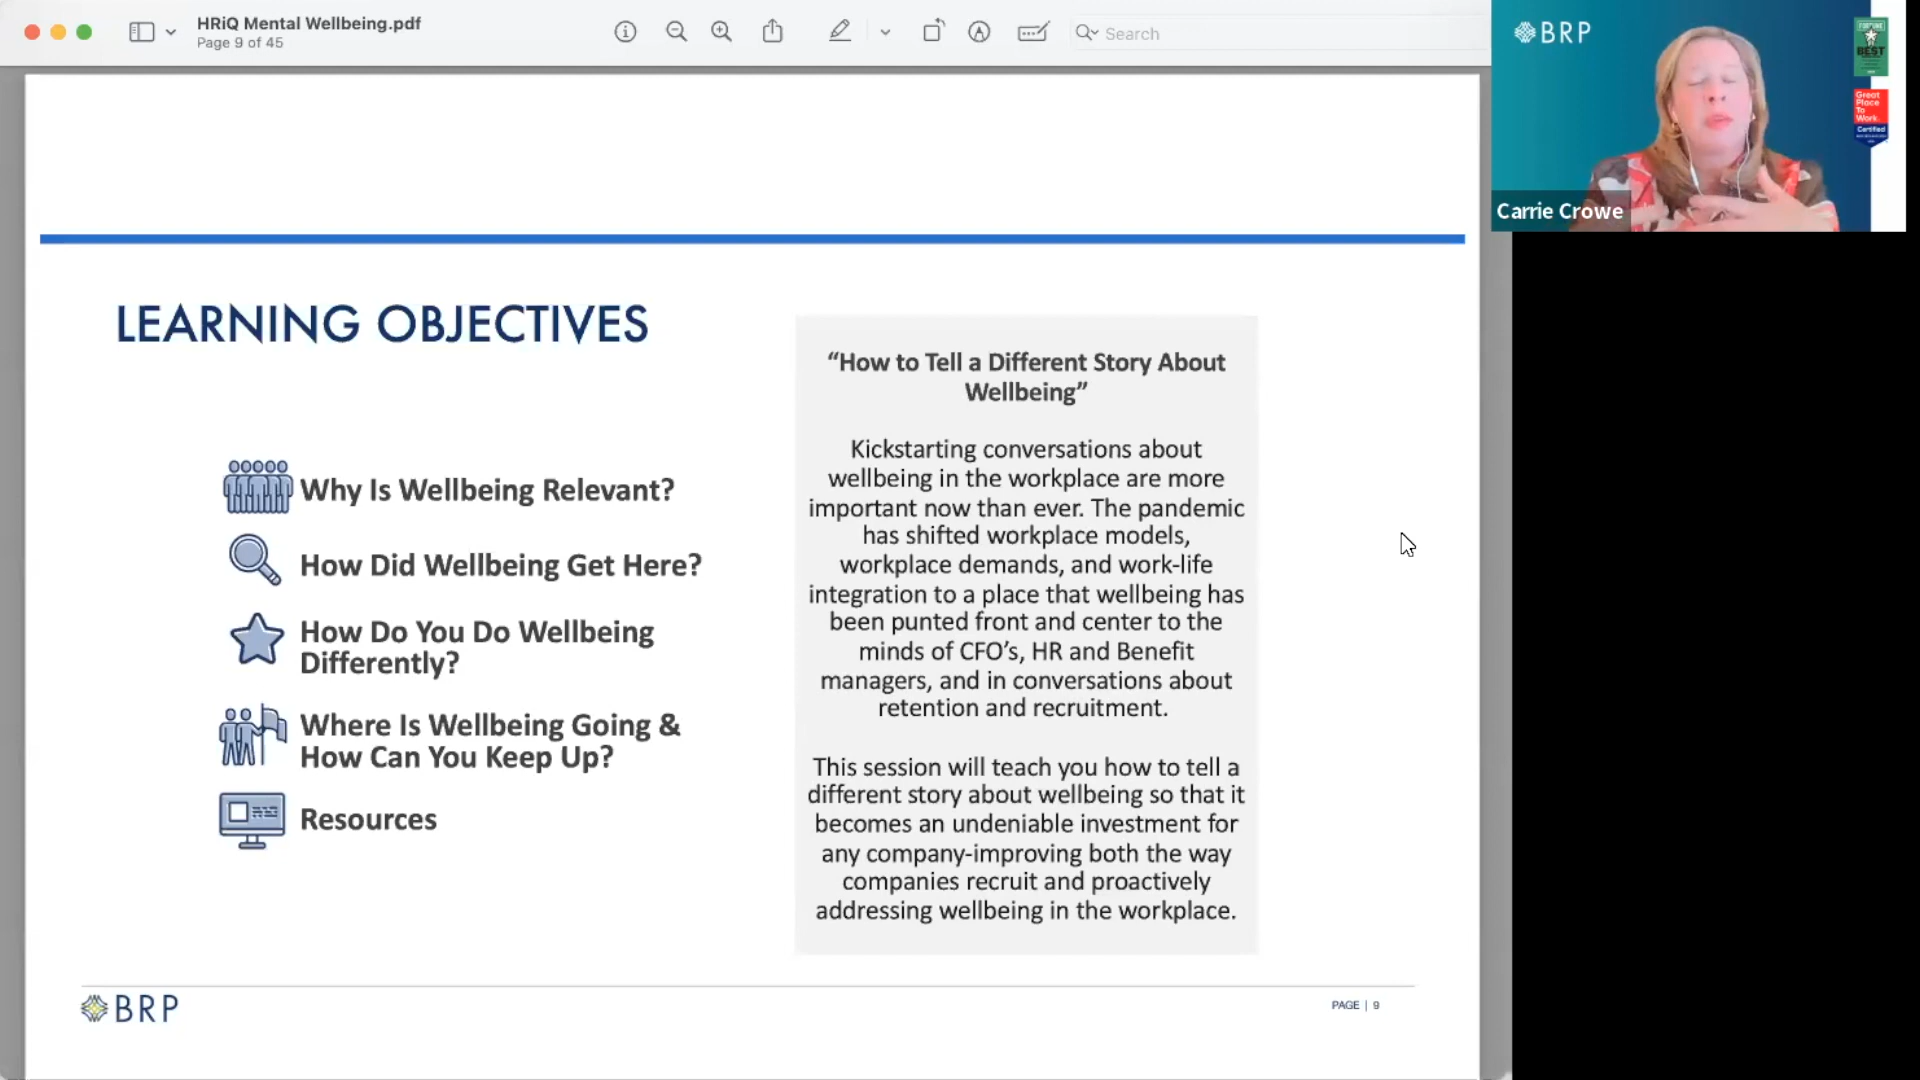 HRiQ Mental Wellbeing.pdf
Page 9 of 45
Search
BRP
FORTUNE
BEST
Great
Place
To
Work.
Certified
Carrie Crowe
LEARNING OBJECTIVES
Why Is Wellbeing Relevant?
How Did Wellbeing Get Here?
How Do You Do Wellbeing
Differently?
Where Is Wellbeing Going &
How Can You Keep Up?
Resources
“How to Tell a Different Story About
Wellbeing”
Kickstarting conversations about
wellbeing in the workplace are more
important now than ever. The pandemic
has shifted workplace models,
workplace demands, and work-life
integration to a place that wellbeing has
been punted front and center to the
minds of CFO’s, HR and Benefit
managers, and in conversations about
retention and recruitment.
This session will teach you how to tell a
different story about wellbeing so that it
becomes an undeniable investment for
any company-improving both the way
companies recruit and proactively
addressing wellbeing in the workplace.
BRP
PAGE | 9